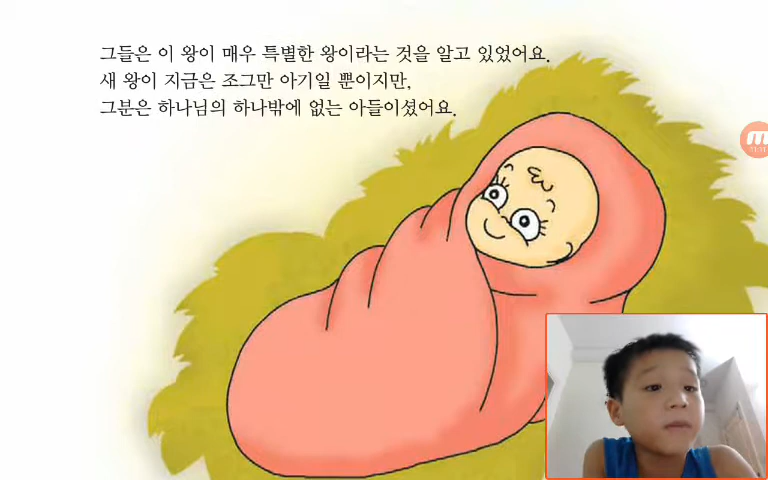 그들은 이 왕이 매우 특별한 왕이라는 것을 알고 있었어요.
새 왕이 지금은 조그만 아기일 뿐이지만,
그분은 하나님의 하나밖에 없는 아들이셨어요.